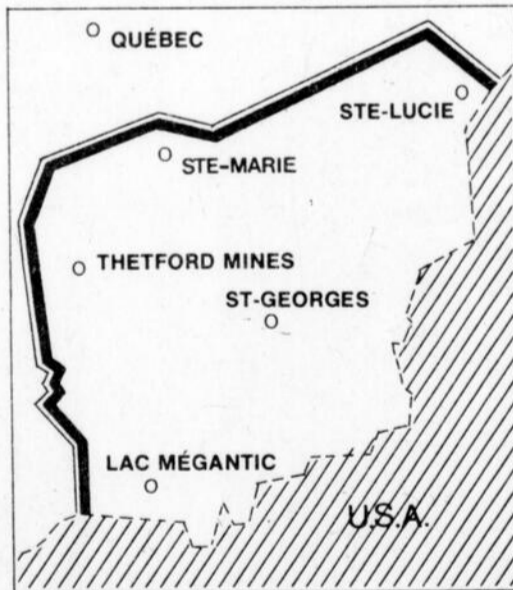 QUÉBEC
STE-LUCIE
STE-MARIE
THETFORD MINES
ST-GEORGES
LAC MÉGANTIC
U.S.A.